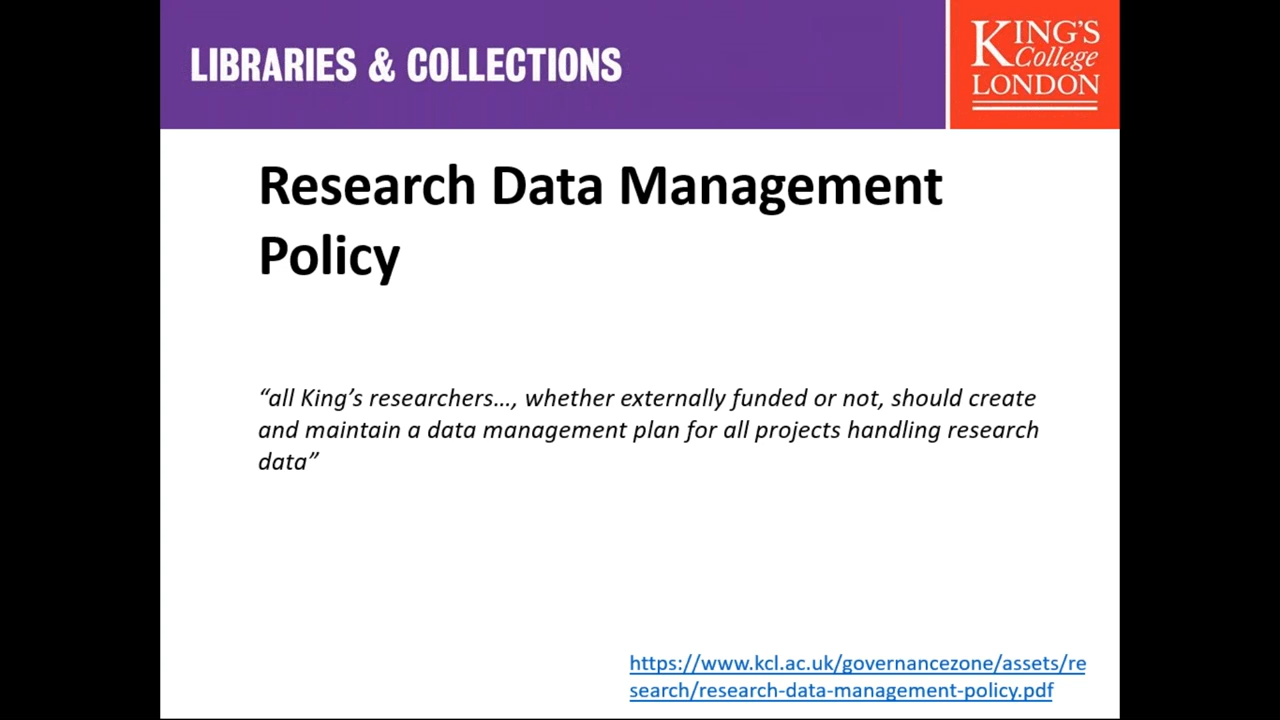 LIBRARIES & COLLECTIONS
KING'S
College
LONDON
Research Data Management
Policy
“all King’s researchers…, whether externally funded or not, should create
and maintain a data management plan for all projects handling research
data”
https://www.kcl.ac.uk/governancezone/assets/re
search/research-data-management-policy.pdf